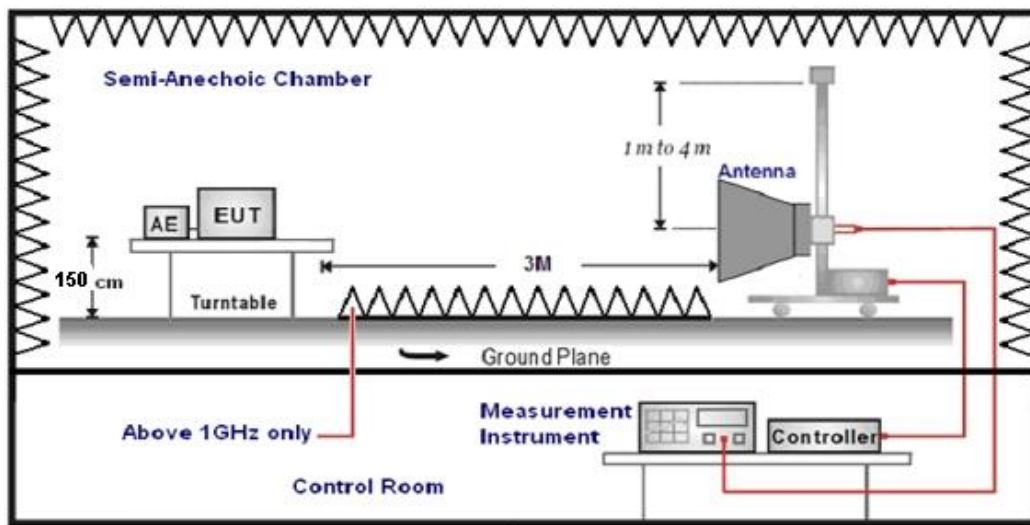 Semi-Anechoic Chamber
1 m to 4 m
Antenna
AE
EUT
150 cm
3M
Turntable
Ground Plane
Above 1GHz only
Measurement
Instrument
Controller
Control Room